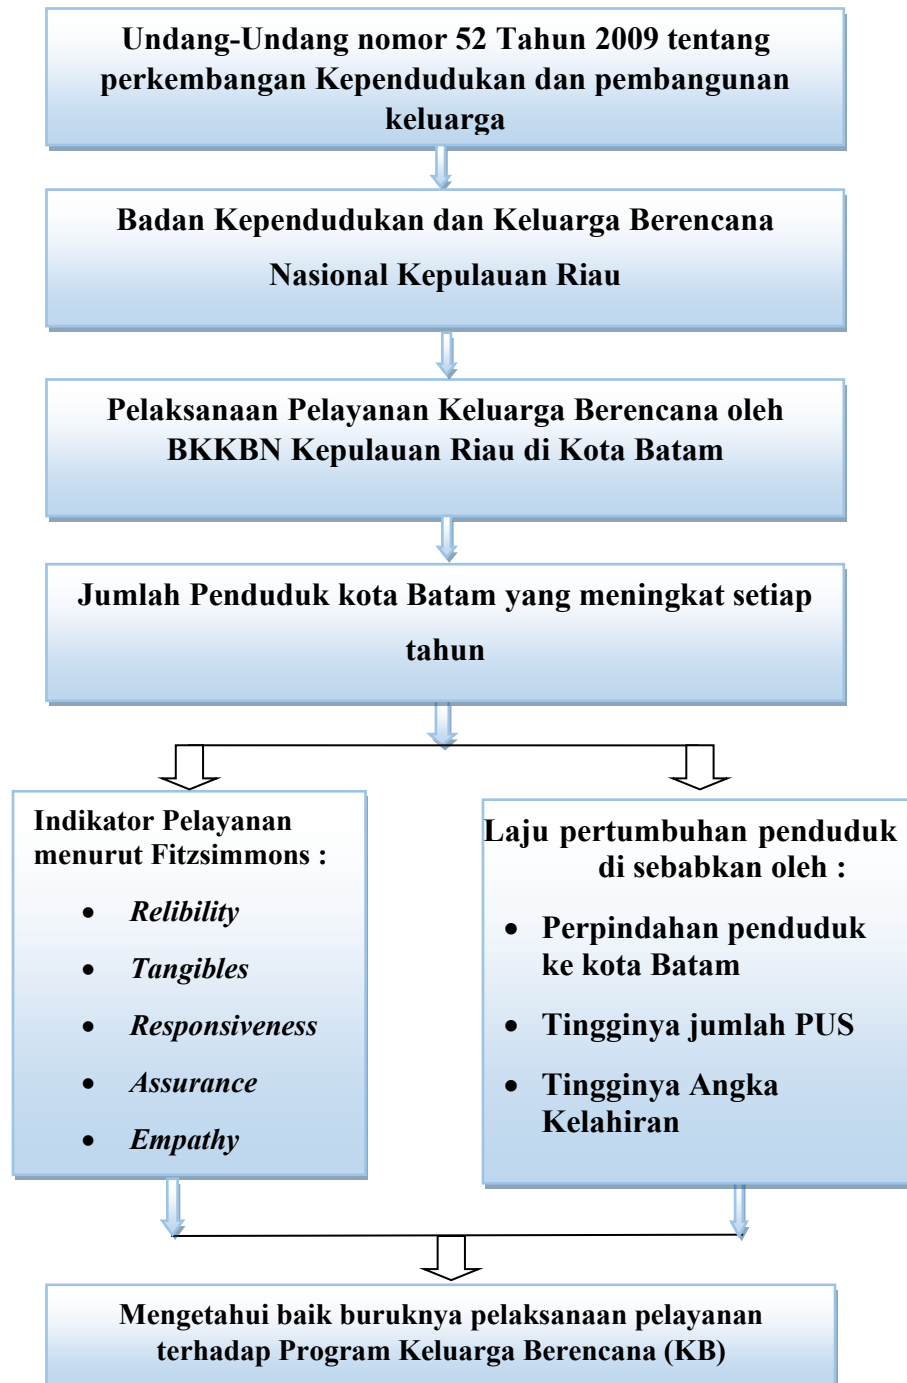 Undang-Undang nomor 52 Tahun 2009 tentang
perkembangan Kependudukan dan pembangunan
keluarga
Badan Kependudukan dan Keluarga Berencana
Nasional Kepulauan Riau
Pelaksanaan Pelayanan Keluarga Berencana oleh
BKKBN Kepulauan Riau di Kota Batam
Jumlah Penduduk kota Batam yang meningkat setiap
tahun
Indikator Pelayanan
menurut Fitzsimmons :
• Relibility
• Tangibles
• Responsiveness
• Assurance
• Empathy
Laju pertumbuhan penduduk
di sebabkan oleh :
• Perpindahan penduduk
ke kota Batam
• Tingginya jumlah PUS
• Tingginya Angka
Kelahiran
Mengetahui baik buruknya pelaksanaan pelayanan
terhadap Program Keluarga Berencana (KB)